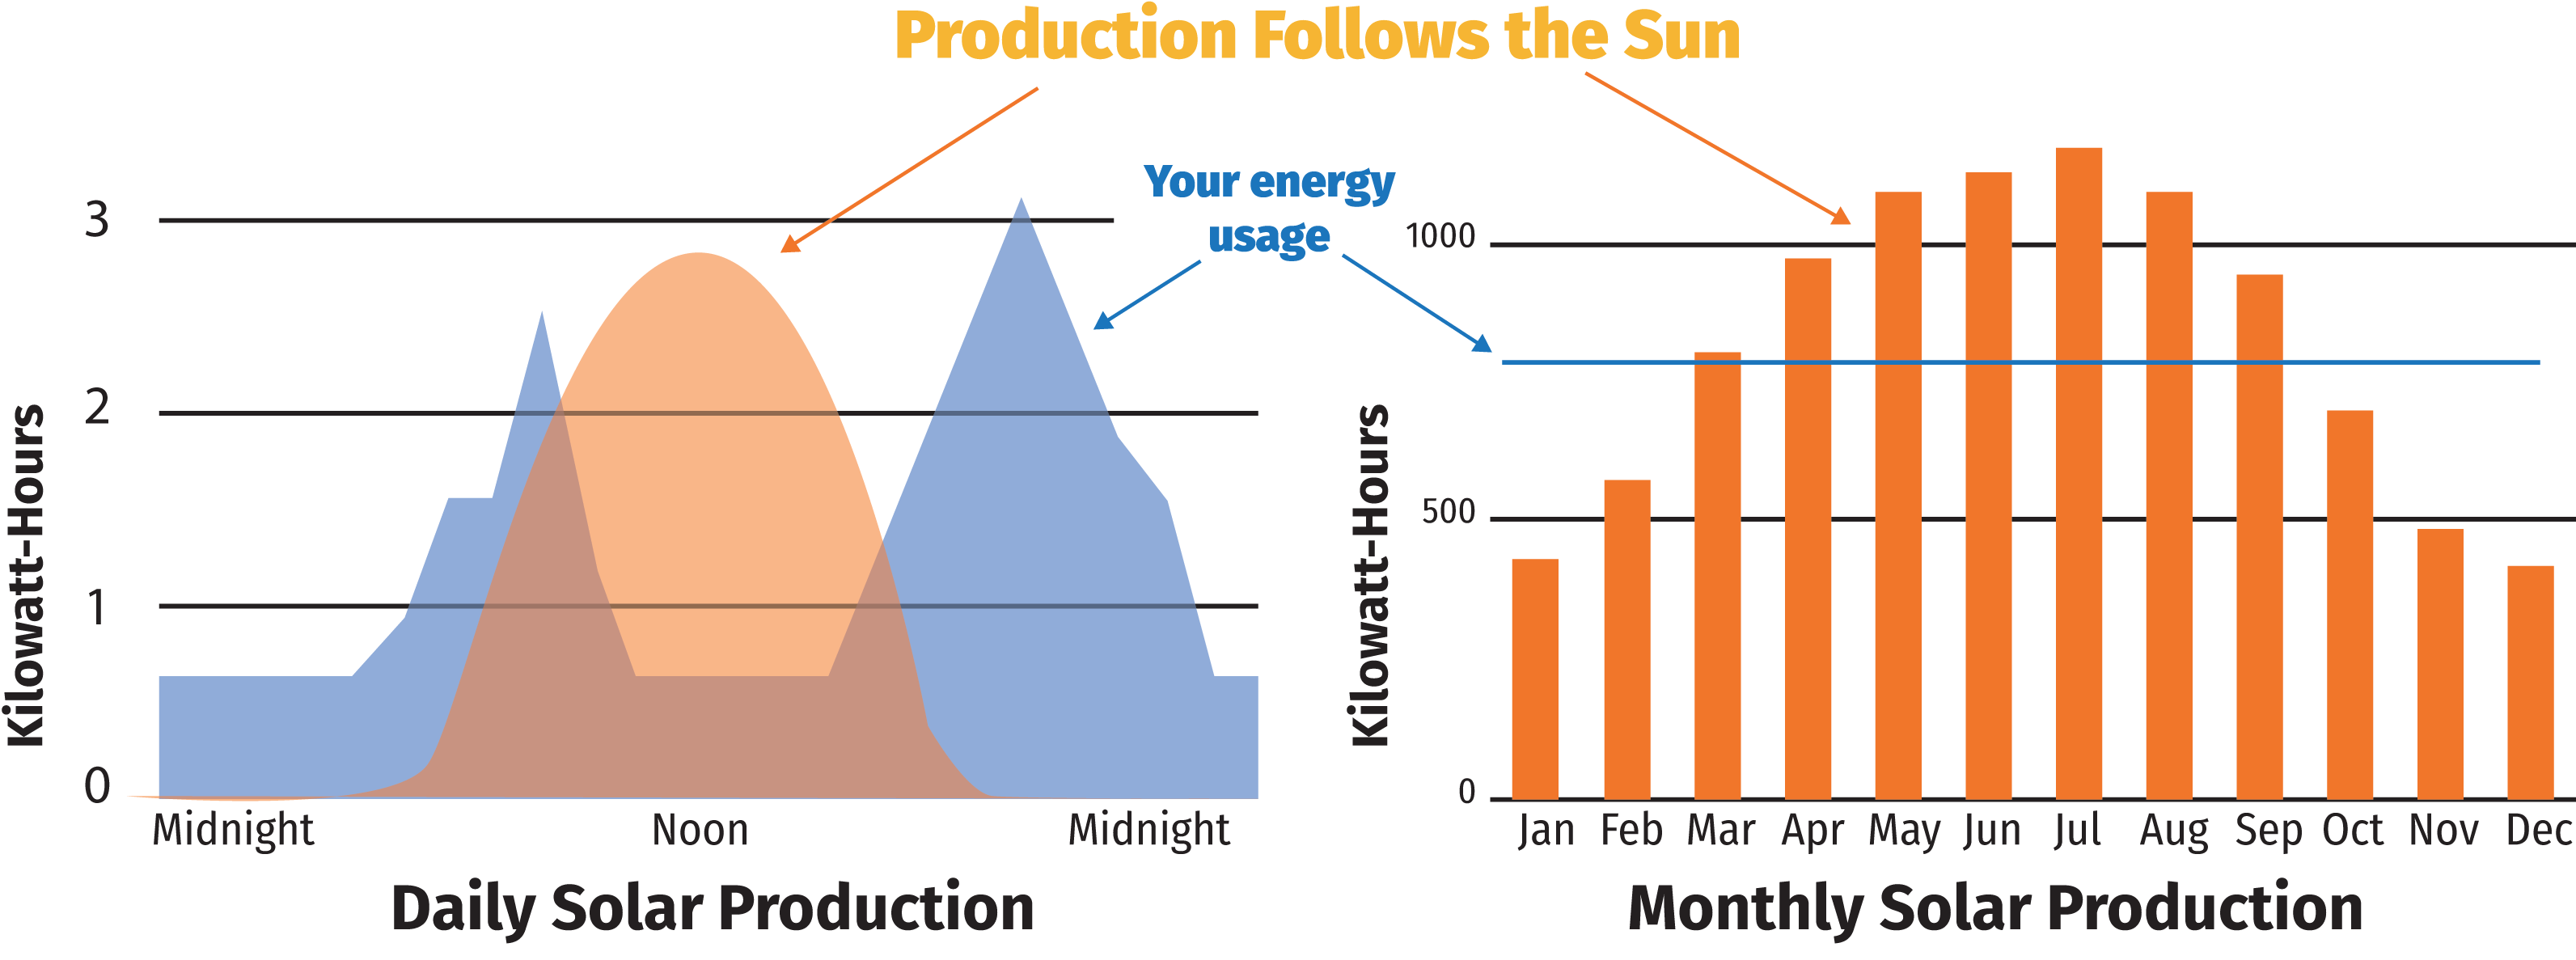 Production Follows the Sun
Your energy
usage
Kilowatt-Hours
3
2
1
0
Midnight Noon Midnight
Daily Solar Production
Kilowatt-Hours
1000
500
0
Jan Feb Mar Apr May Jun Jul Aug Sep Oct Nov Dec
Monthly Solar Production